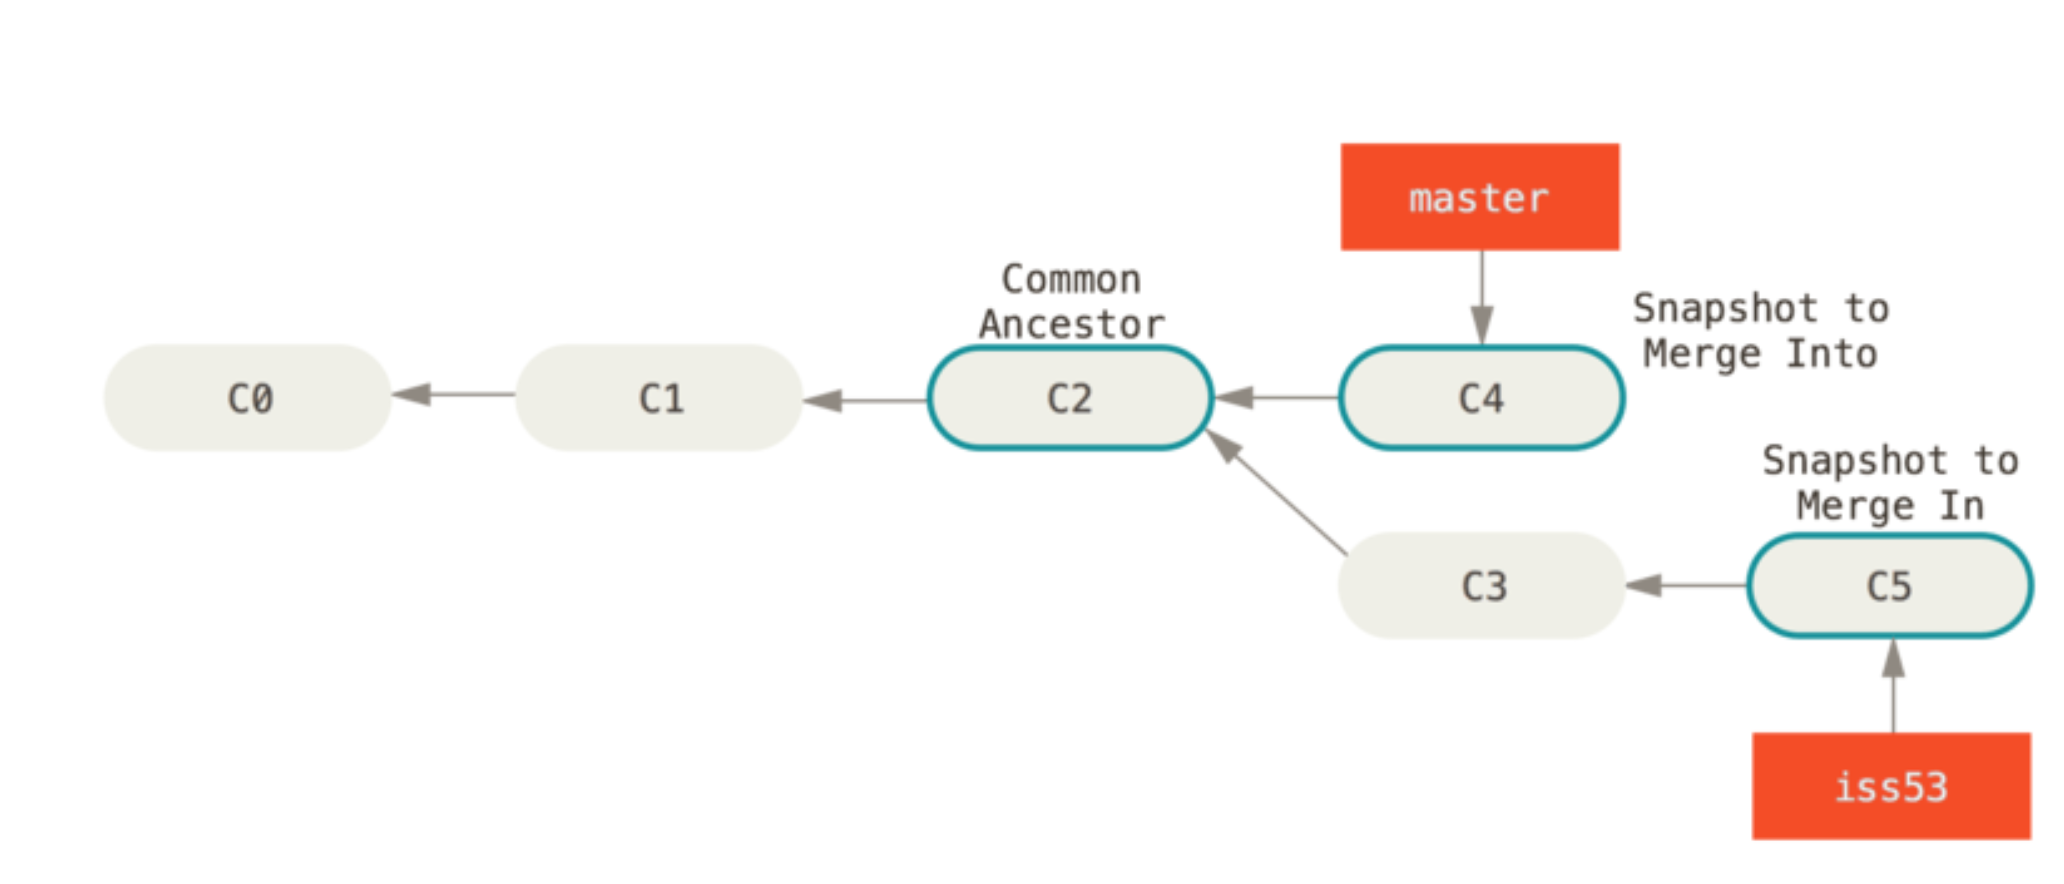 master
Common
Ancestor
Snapshot to
Merge Into
C0
C1
C2
C4
Snapshot to
Merge In
C3
C5
iss53